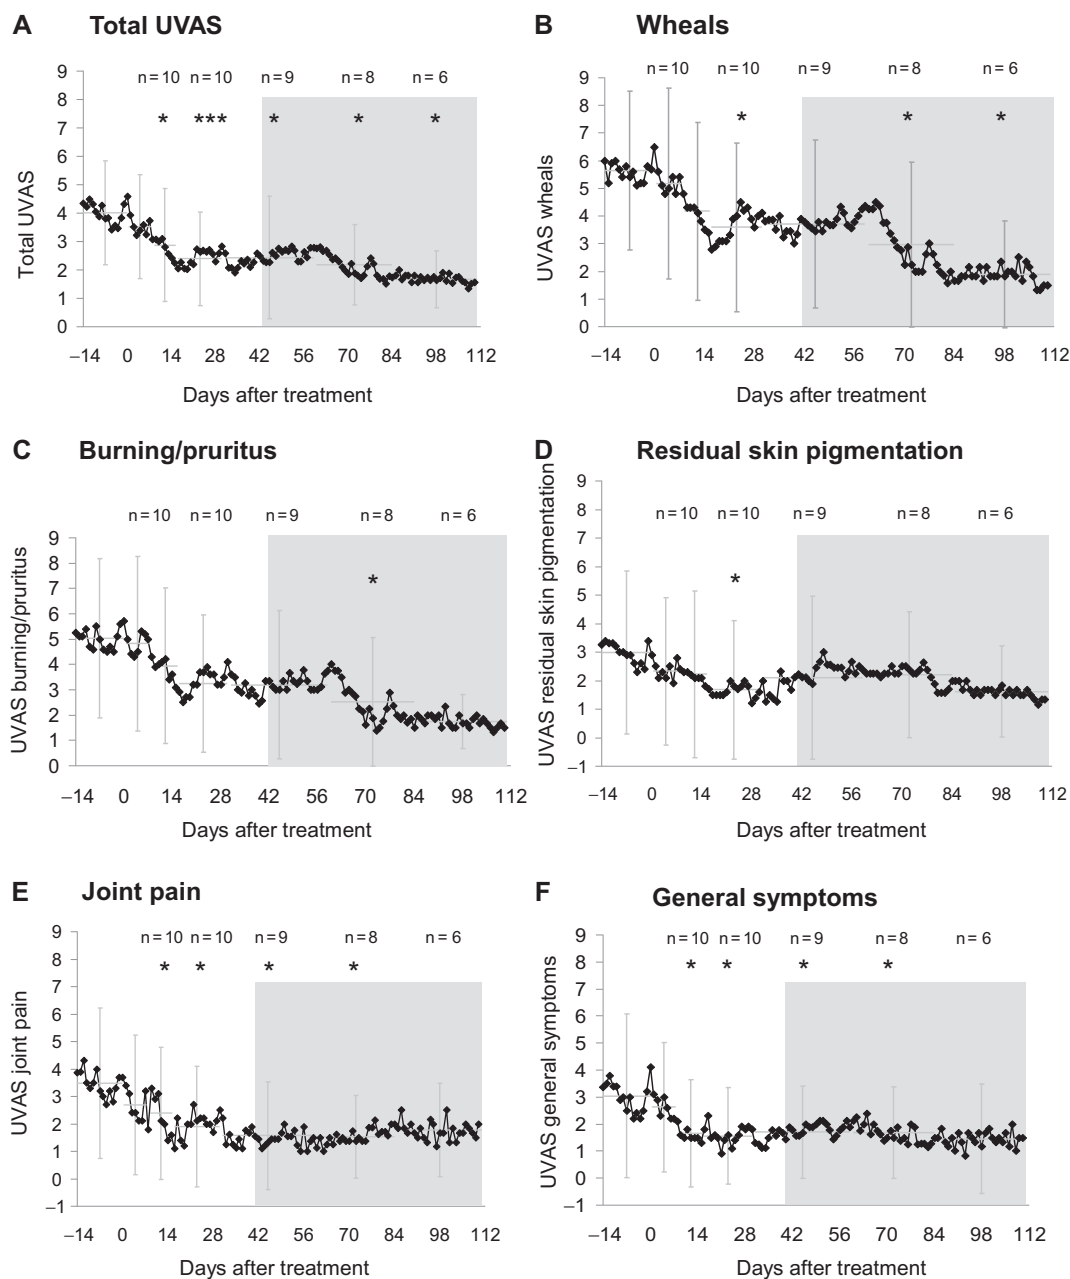 A Total UVAS
n = 10 n = 10 n = 9 n = 8 n = 6
* *** * * *
Total UVAS
9
8
7
6
5
4
3
2
1
0
–14 0 14 28 42 56 70 84 98 112
Days after treatment
B Wheals
n = 10 n = 10 n = 9 n = 8 n = 6
* * *
UVAS wheals
9
8
7
6
5
4
3
2
1
0
–14 0 14 28 42 56 70 84 98 112
Days after treatment
C Burning/pruritus
n = 10 n = 10 n = 9 n = 8 n = 6
*
UVAS burning/pruritus
9
8
7
6
5
4
3
2
1
0
–14 0 14 28 42 56 70 84 98 112
Days after treatment
D Residual skin pigmentation
n = 10 n = 10 n = 9 n = 8 n = 6
*
UVAS residual skin pigmentation
9
8
7
6
5
4
3
2
1
0
–1
–14 0 14 28 42 56 70 84 98 112
Days after treatment
E Joint pain
n = 10 n = 10 n = 9 n = 8 n = 6
* * * *
UVAS joint pain
9
8
7
6
5
4
3
2
1
0
–1
–14 0 14 28 42 56 70 84 98 112
Days after treatment
F General symptoms
n = 10 n = 10 n = 9 n = 8 n = 6
* * * *
UVAS general symptoms
9
8
7
6
5
4
3
2
1
0
–1
–14 0 14 28 42 56 70 84 98 112
Days after treatment